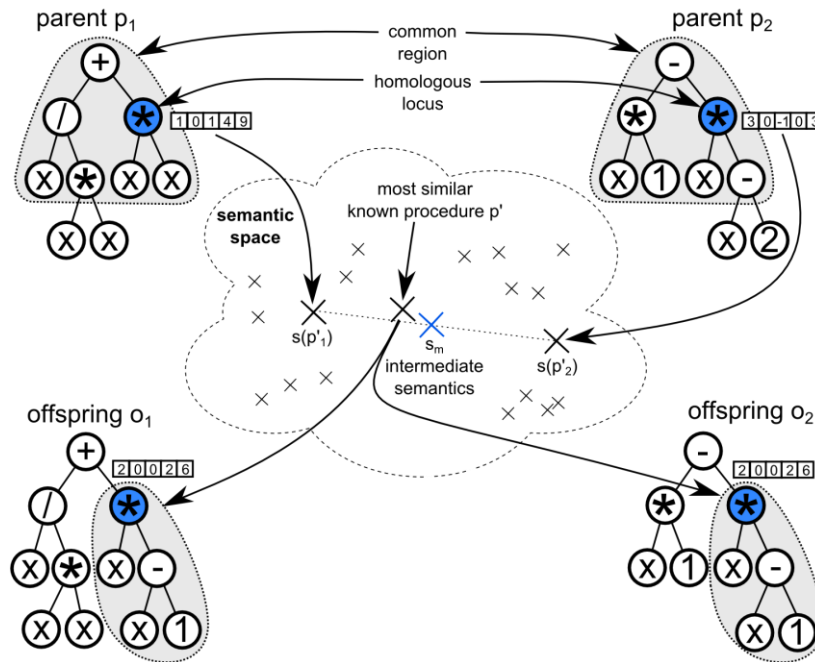 parent p₁
common
region
parent p₂
homologous
locus
+
-
/
*
1 0 1 4 9
*
*
3 0 -1 0 3
x
*
x
x
x
1
x
-
x
x
x
2
semantic
space
most similar
known procedure p'
s(p'₁)
sₘ
s(p'₂)
intermediate
semantics
offspring o₁
offspring o₂
+
2 0 0 2 6
-
2 0 0 2 6
/
*
*
*
x
*
x
-
x
1
x
-
x
x
x
1
x
1